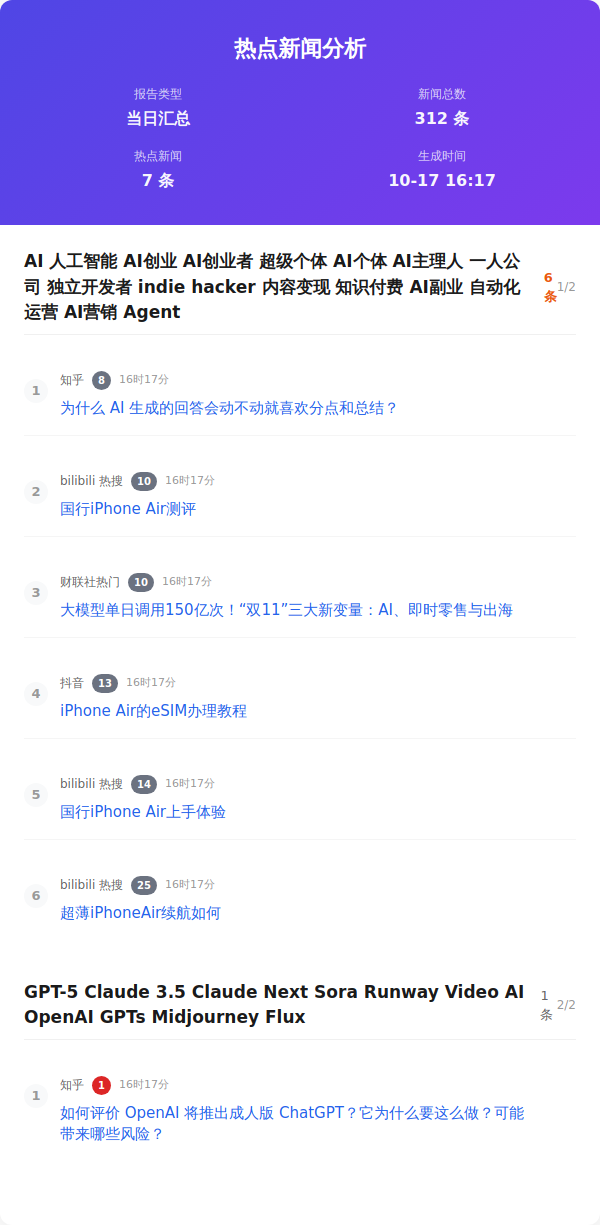 热点新闻分析
报告类型
新闻总数
当日汇总
312 条
热点新闻
生成时间
7 条
10-17 16:17
AI 人工智能 AI创业 AI创业者 超级个体 AI个体 AI主理人 一人公
司 独立开发者 indie hacker 内容变现 知识付费 AI副业 自动化
运营 AI营销 Agent
6
条
1/2
1
知乎 8 16时17分
为什么 AI 生成的回答会动不动就喜欢分点和总结？
2
bilibili 热搜 10 16时17分
国行iPhone Air测评
3
财联社热门 10 16时17分
大模型单日调用150亿次！“双11”三大新变量：AI、即时零售与出海
4
抖音 13 16时17分
iPhone Air的eSIM办理教程
5
bilibili 热搜 14 16时17分
国行iPhone Air上手体验
6
bilibili 热搜 25 16时17分
超薄iPhoneAir续航如何
GPT-5 Claude 3.5 Claude Next Sora Runway Video AI
OpenAI GPTs Midjourney Flux
1
条
2/2
1
知乎 1 16时17分
如何评价 OpenAI 将推出成人版 ChatGPT？它为什么要这么做？可能
带来哪些风险？